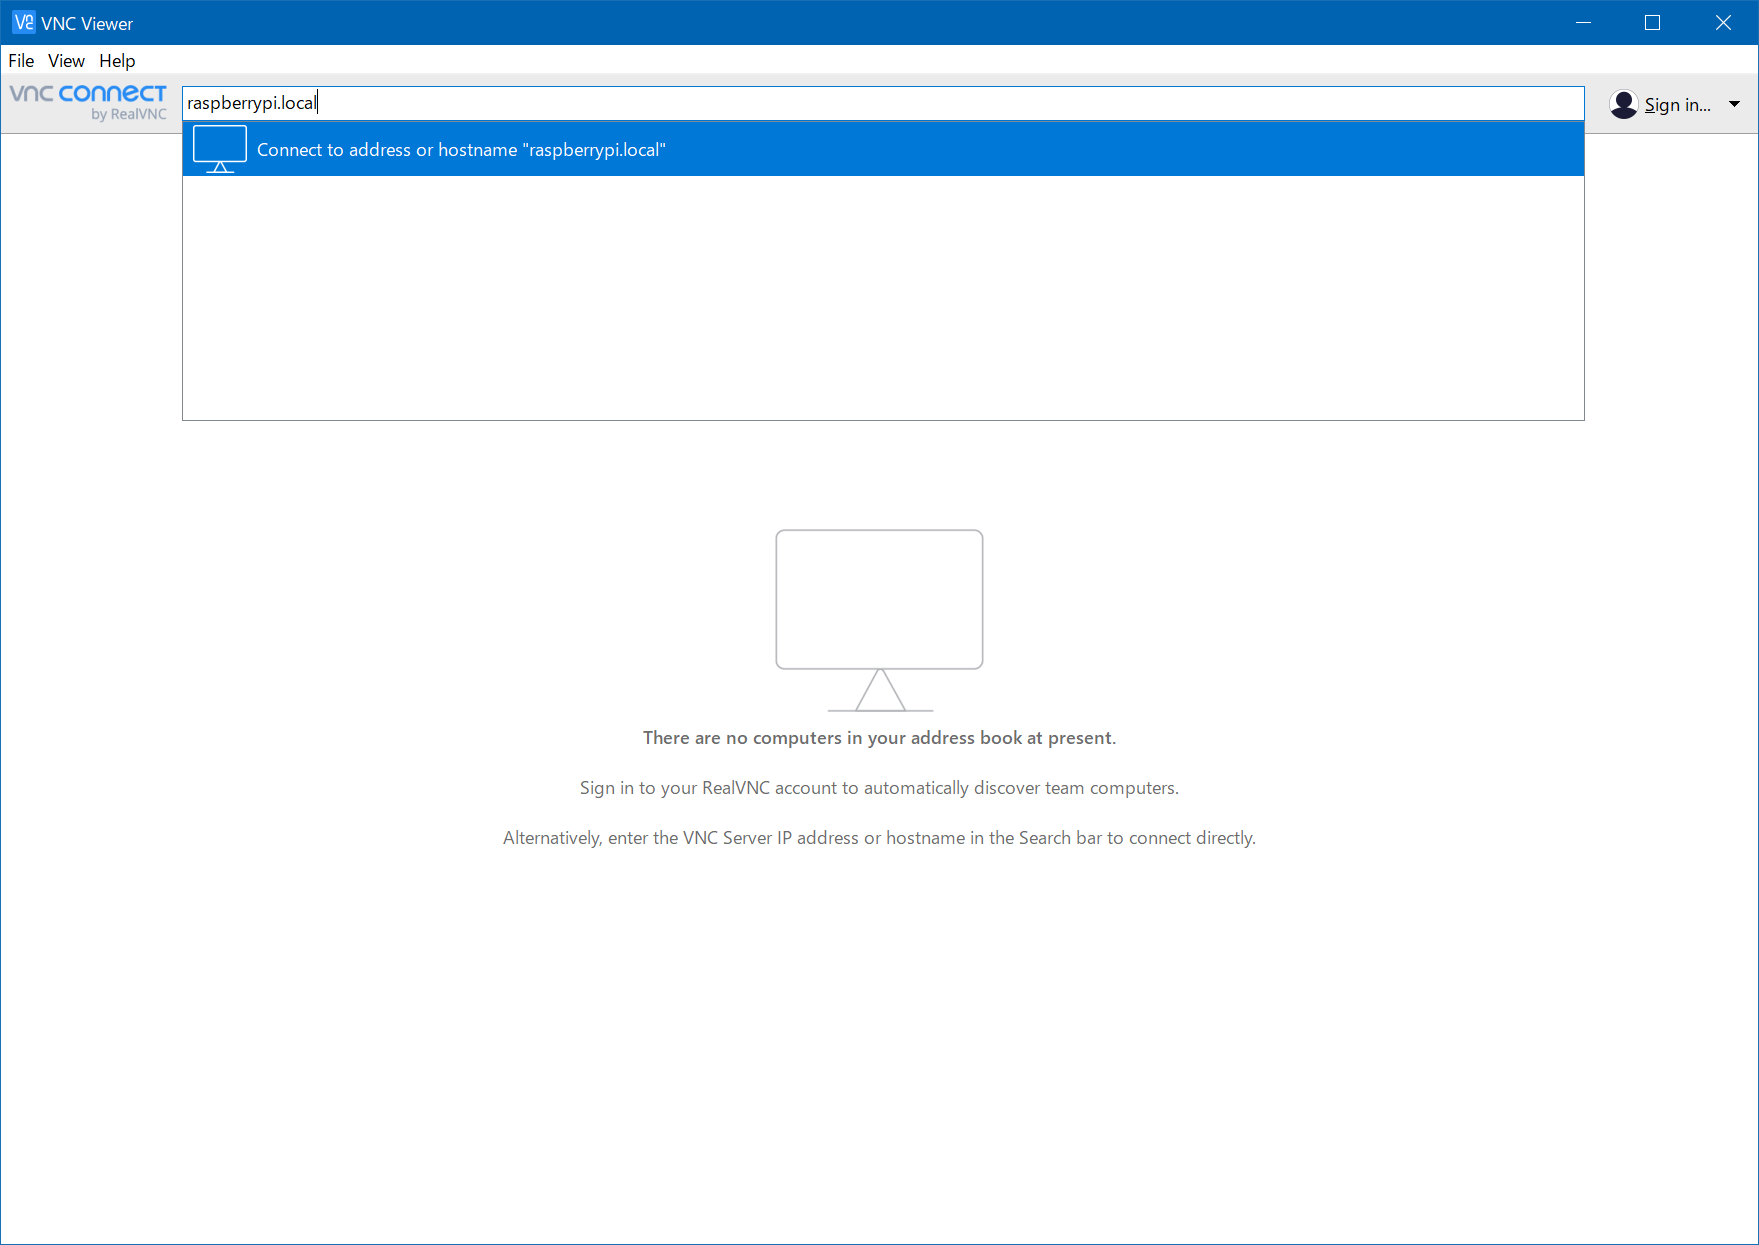 VNC Viewer
File View Help
vnc connect
by RealVNC
raspberrypi.local
Sign in...
Connect to address or hostname "raspberrypi.local"
There are no computers in your address book at present.
Sign in to your RealVNC account to automatically discover team computers.
Alternatively, enter the VNC Server IP address or hostname in the Search bar to connect directly.